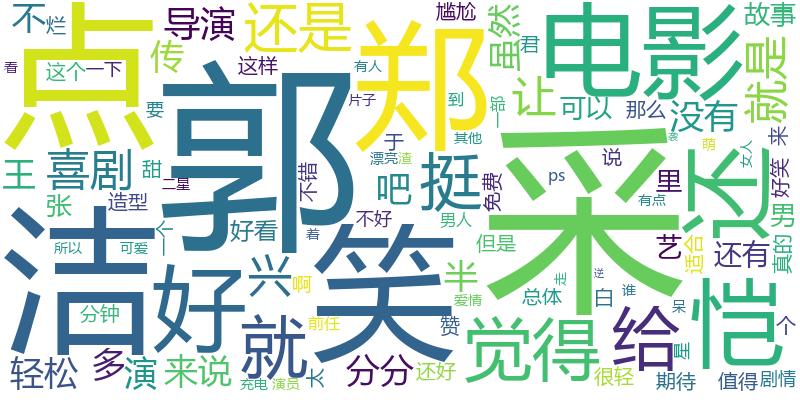 不
烂
点
导演
传
还是
这样
尴尬
有人
片子
虽然
君
电影
故事
就是
看
这个
一下
郭
郑
到
一部
让
可以
那么
没有
要
王
喜剧
甜
二星
不错
于
其他
采
说
袭
萌
女人
来
好笑
张
造型
漂亮
渣
吧
挺
免费
ps
里
有点
还
男
真的
洁
个
好看
着
笑
不好
男人
但是
艺
适合
还有
所以
可爱
好
兴
啊
半
爱情
总体
走
逆
白
谁
呆
恺
个
分钟
就
前任
赞
觉得
给
星
轻松
多
演
来说
充电
演员
太
分分
还好
很轻
期待
值得
剧情